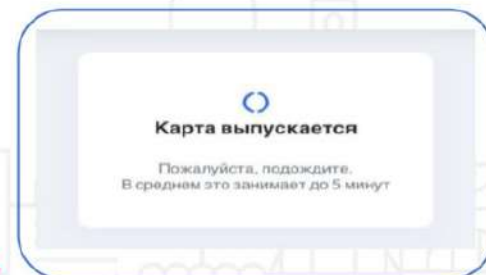 Карта выпускается
Пожалуйста, подождите.
В среднем это занимает до 5 минут